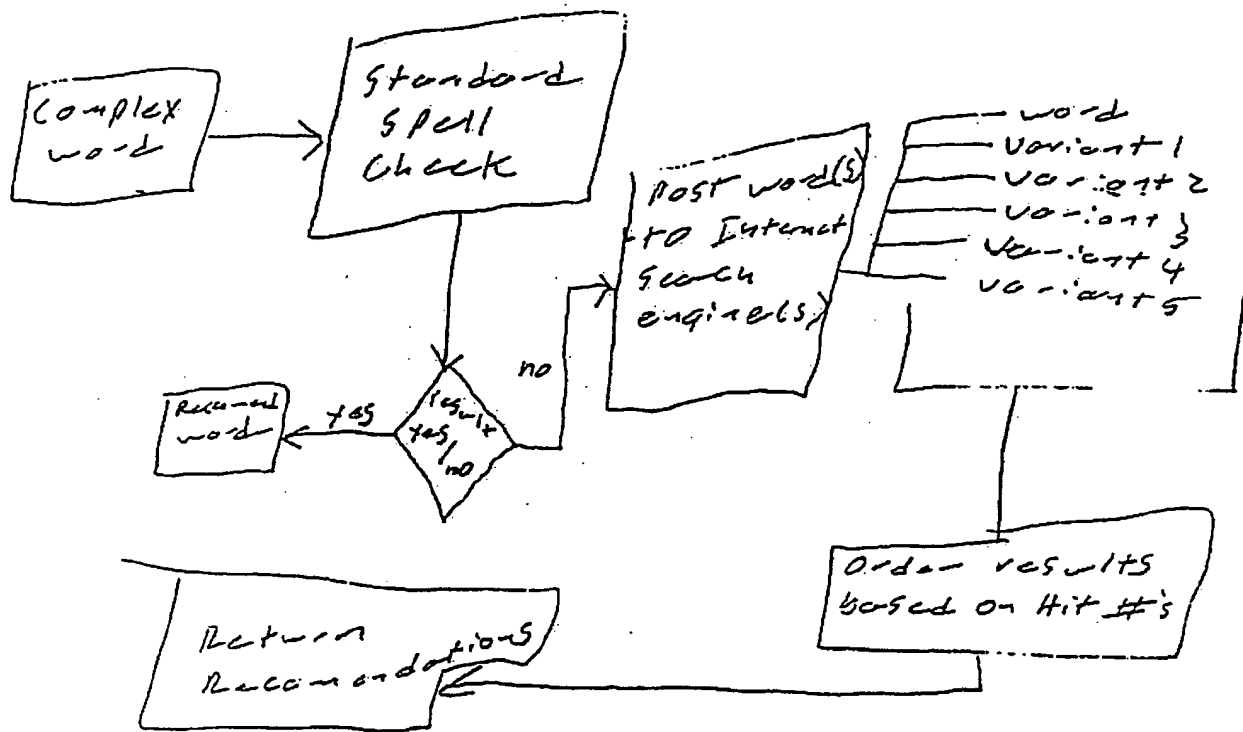 Complex
word
Standard
Spell
Check
Post word(s)
to Internet
Search
engine(s)
word
Variant 1
Variant 2
Variant 3
Variant 4
Variant 5
no
yes
result
yes
/no
Recomend
word
Order results
based on Hit #'s
Return
Recomendations